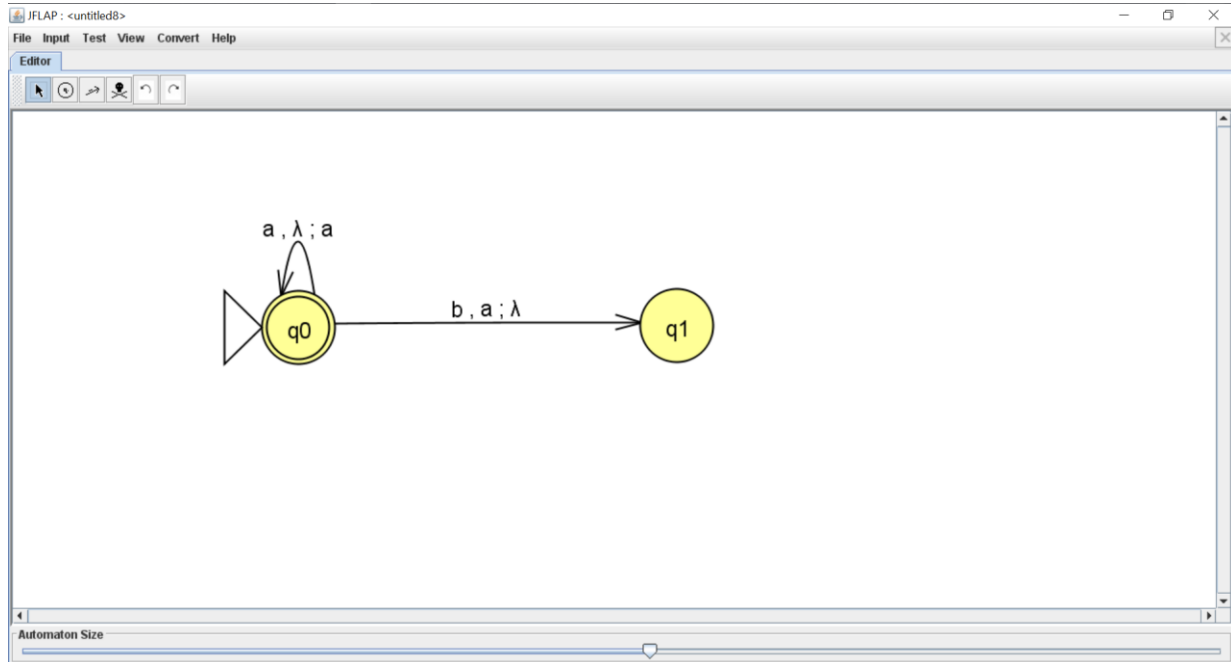 JFLAP : <untitled8>
File Input Test View Convert Help
Editor
a , λ ; a
b , a ; λ
q0
q1
Automaton Size